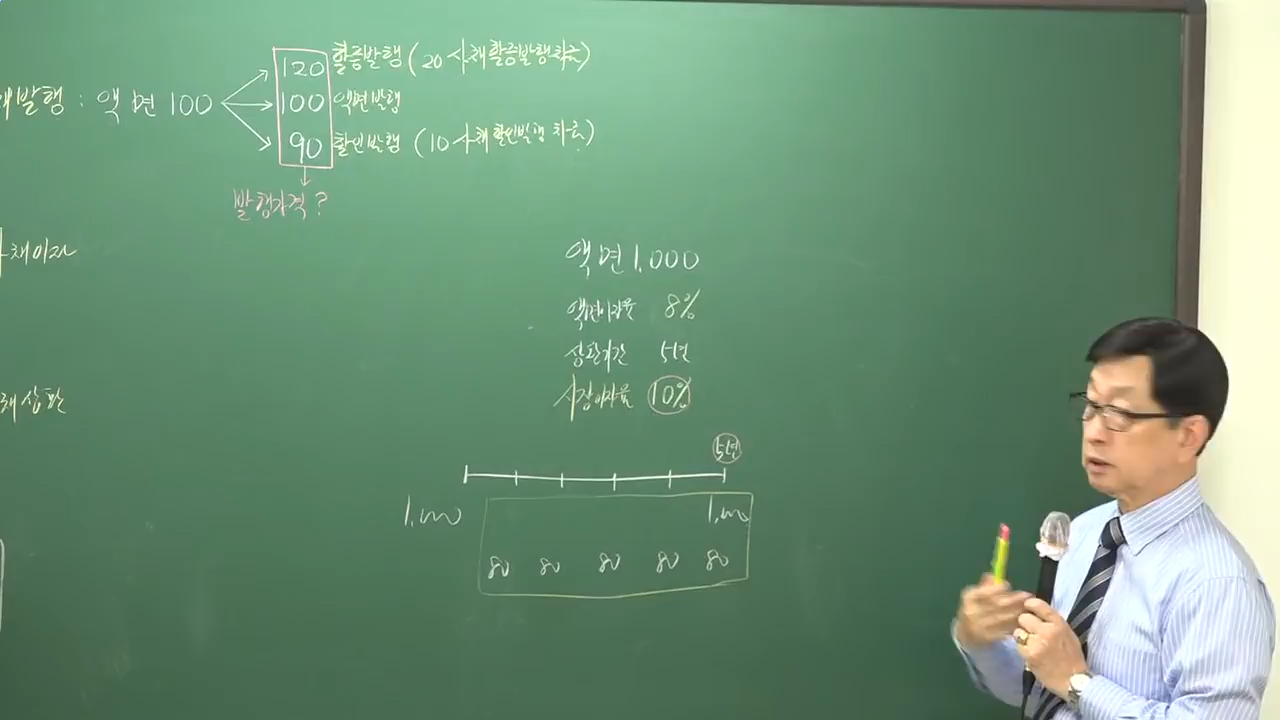 120 할증발행 (20 사채할증발행차금)
채발행 : 액면 100 100 액면발행
90 할인발행 (10 사채할인발행차금)
발행가격 ?
사채이자
액면 1,000
액면이자율 8%
상환기간 5년
채상환
시장이자율 10%
5년
1,000 1,000
80 80 80 80 80